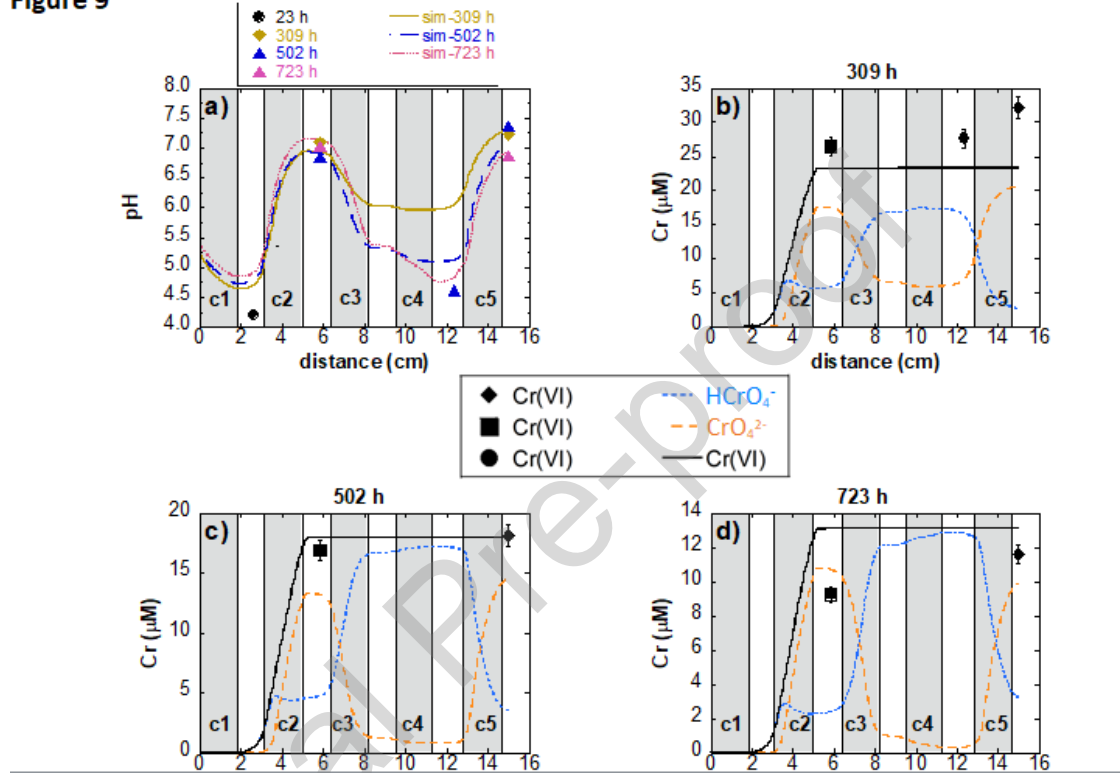 Figure 9
23 h
309 h
502 h
723 h
sim-309 h
sim-502 h
sim-723 h
a)
8.0
7.0
6.5
6.0
5.5
5.0
4.5
4.0
pH
c1 c2 c3 c4 c5
0 2 4 6 8 10 12 14 16
distance (cm)
309 h
b)
35
30
25
20
15
10
5
0
Cr (μM)
c1 c2 c3 c4 c5
0 2 4 6 8 10 12 14 16
distance (cm)
Cr(VI) HCrO₄⁻
Cr(VI) CrO₄²⁻
Cr(VI) Cr(VI)
502 h
c)
20
15
10
5
0
Cr (μM)
c1 c2 c3 c4 c5
0 2 4 6 8 10 12 14 16
723 h
d)
14
12
10
8
6
4
2
0
Cr (μM)
c1 c2 c3 c4 c5
0 2 4 6 8 10 12 14 16
al Pre-proof